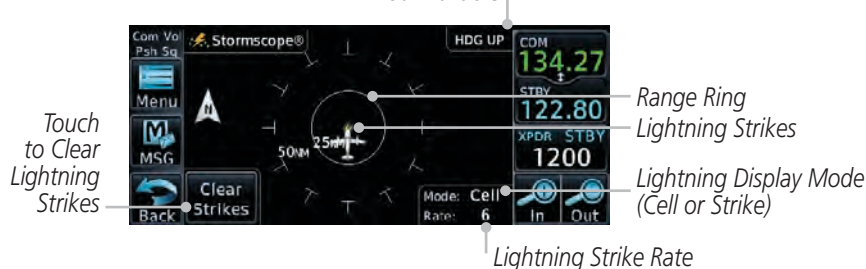 Com Vol
Psh Sq
Stormscope®
HDG UP
COM
134.27
STBY
122.80
XPDR STBY
1200
Menu
MSG
Back
N
50NM
25NM
Clear
Strikes
Mode: Cell
Rate: 6
In
Out
Touch
to Clear
Lightning
Strikes
Range Ring
Lightning Strikes
Lightning Display Mode
(Cell or Strike)
Lightning Strike Rate